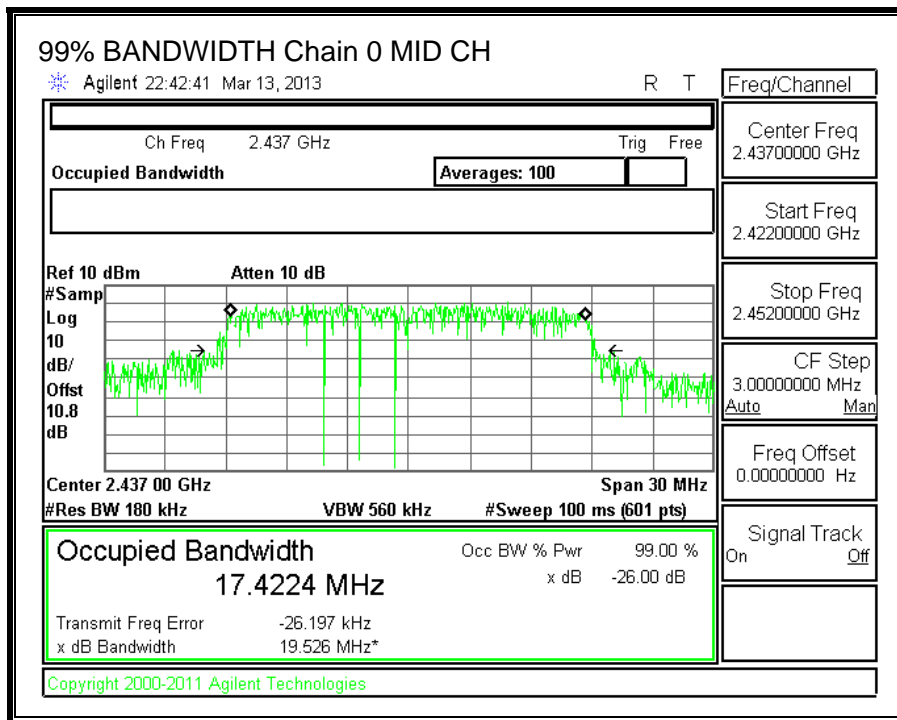 99% BANDWIDTH Chain 0 MID CH
Agilent 22:42:41 Mar 13, 2013 R T
Freq/Channel
Ch Freq 2.437 GHz Trig Free
Occupied Bandwidth Averages: 100
Center Freq
2.43700000 GHz
Start Freq
2.42200000 GHz
Stop Freq
2.45200000 GHz
CF Step
3.00000000 MHz
Auto Man
Freq Offset
0.00000000 Hz
Signal Track
On Off
Ref 10 dBm Atten 10 dB
#Samp
Log
10
dB/
Offst
10.8
dB
Center 2.437 00 GHz Span 30 MHz
#Res BW 180 kHz VBW 560 kHz #Sweep 100 ms (601 pts)
Occupied Bandwidth Occ BW % Pwr 99.00 %
17.4224 MHz x dB -26.00 dB
Transmit Freq Error -26.197 kHz
x dB Bandwidth 19.526 MHz*
Copyright 2000-2011 Agilent Technologies